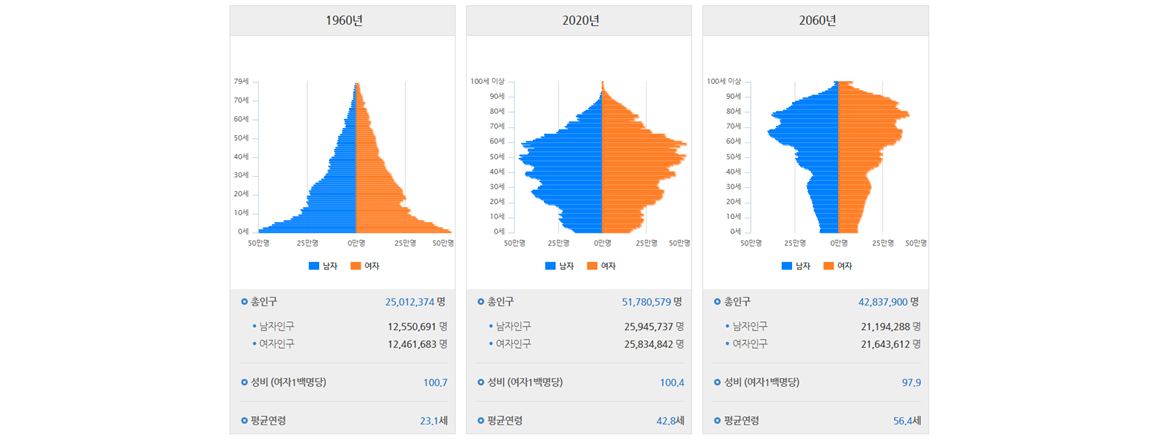 1960년
79세
70세
60세
50세
40세
30세
20세
10세
0세
50만명 25만명 0만명 25만명 50만명
남자 여자
총인구 25,012,374 명
남자인구 12,550,691 명
여자인구 12,461,683 명
성비 (여자1백명당) 100.7
평균연령 23.1세
2020년
100세 이상
90세
80세
70세
60세
50세
40세
30세
20세
10세
0세
50만명 25만명 0만명 25만명 50만명
남자 여자
총인구 51,780,579 명
남자인구 25,945,737 명
여자인구 25,834,842 명
성비 (여자1백명당) 100.4
평균연령 42.8세
2060년
100세 이상
90세
80세
70세
60세
50세
40세
30세
20세
10세
0세
50만명 25만명 0만명 25만명 50만명
남자 여자
총인구 42,837,900 명
남자인구 21,194,288 명
여자인구 21,643,612 명
성비 (여자1백명당) 97.9
평균연령 56.4세